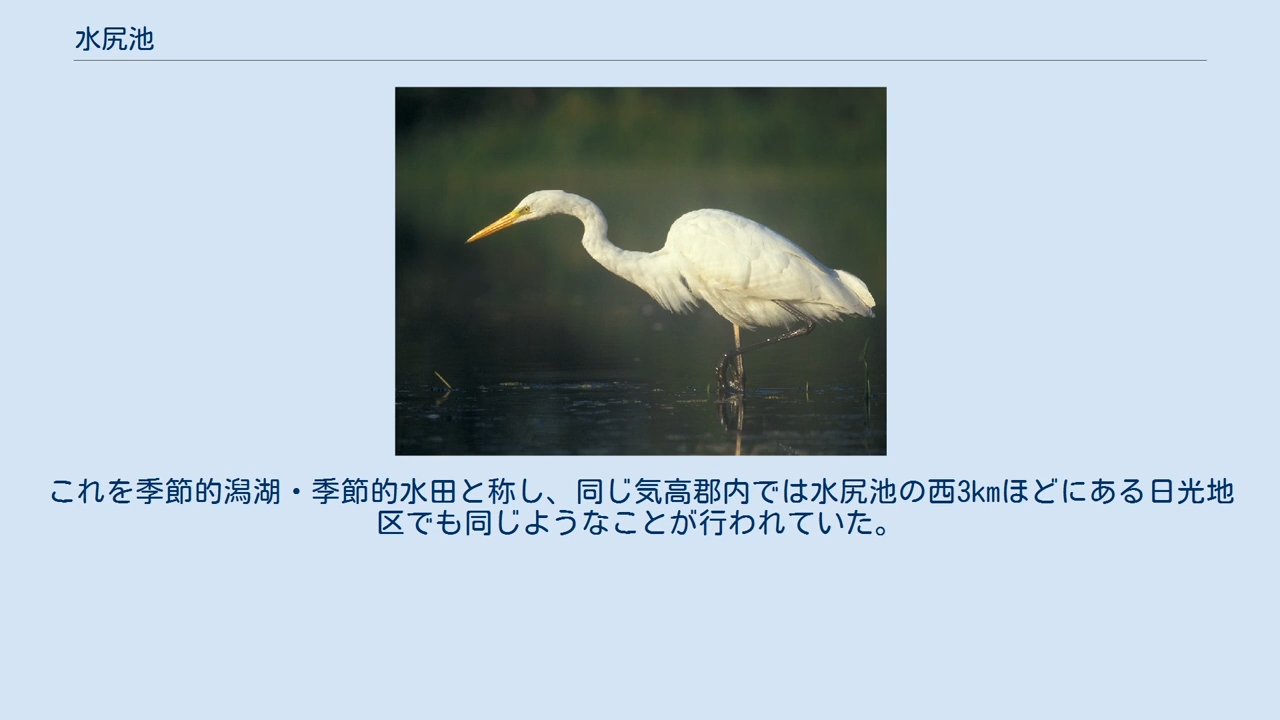 水尻池
これを季節的潟湖・季節的水田と称し、同じ気高郡内では水尻池の西3kmほどにある日光地
区でも同じようなことが行われていた。